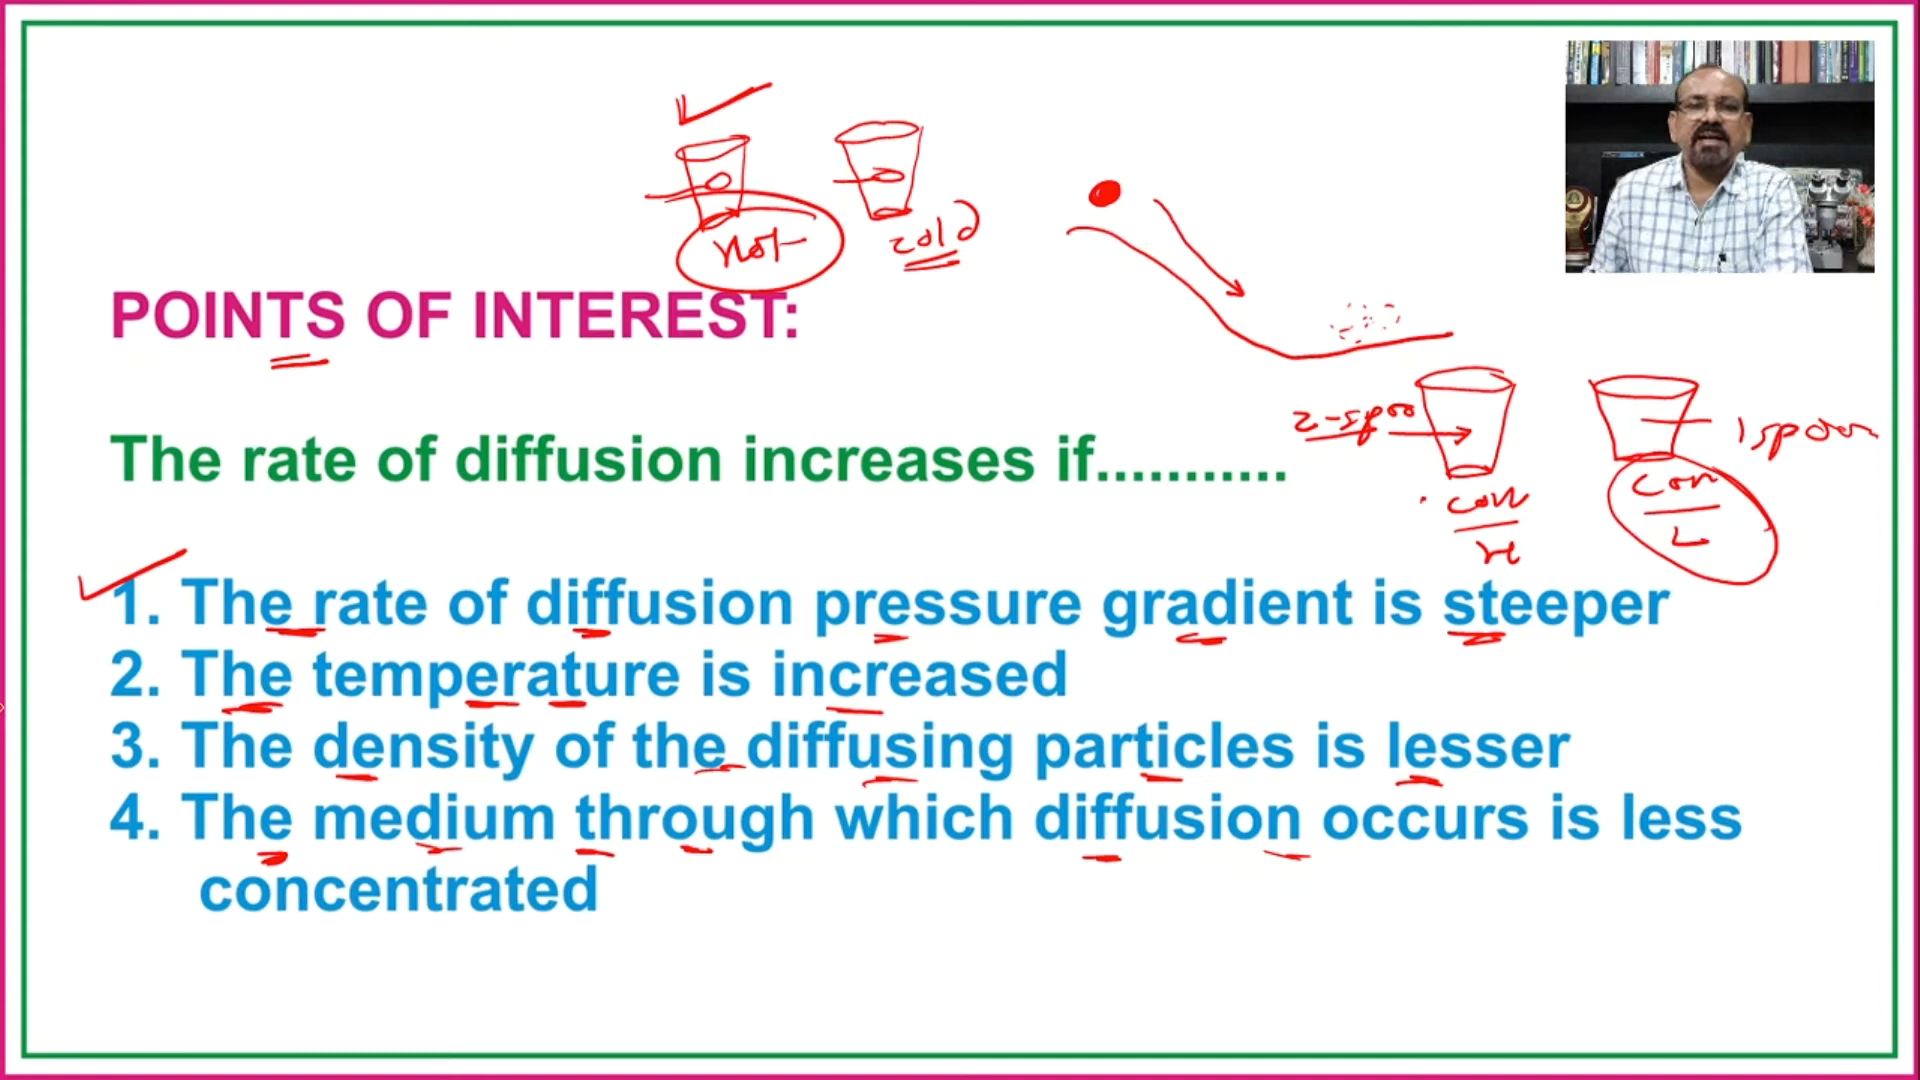 Hot
cold
POINTS OF INTEREST:
2-spoo
1 spoon
The rate of diffusion increases if...........
Con
L
Con
H
1. The rate of diffusion pressure gradient is steeper
2. The temperature is increased
3. The density of the diffusing particles is lesser
4. The medium through which diffusion occurs is less
concentrated